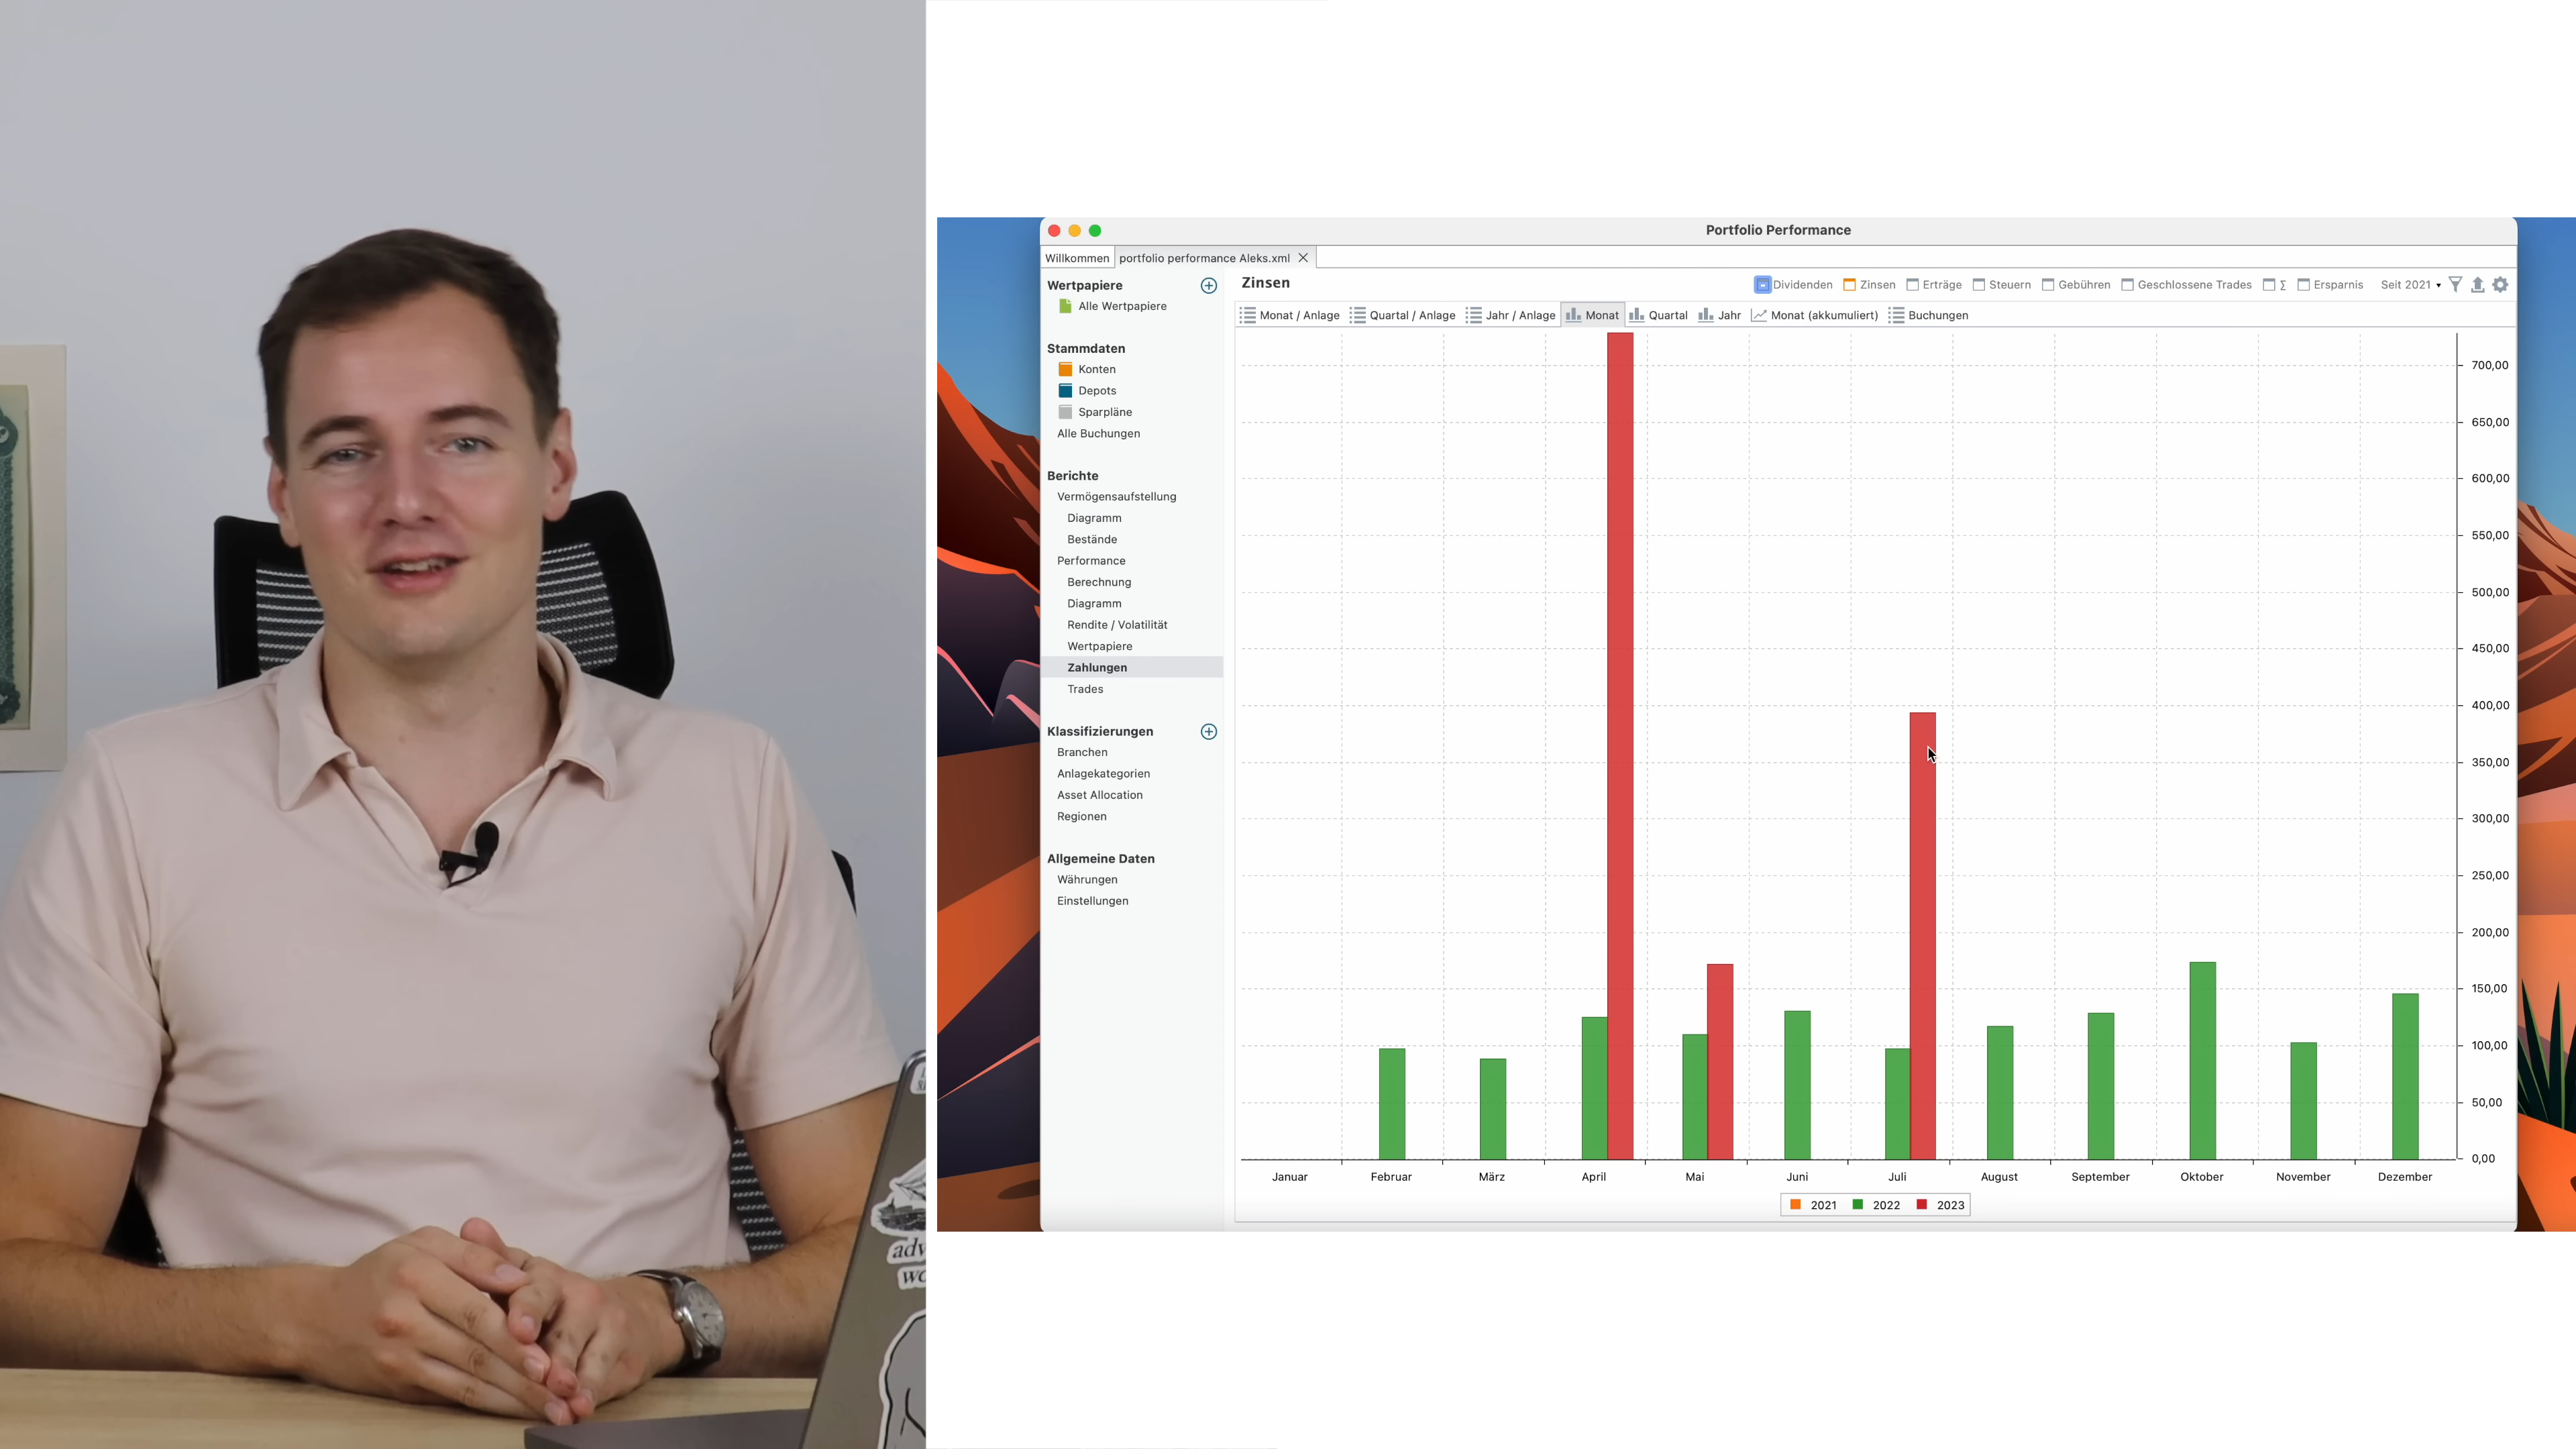 Portfolio Performance
Willkommen
portfolio performance Aleks.xml
Wertpapiere
Alle Wertpapiere
Stammdaten
Konten
Depots
Sparpläne
Alle Buchungen
Berichte
Vermögensaufstellung
Diagramm
Bestände
Performance
Berechnung
Diagramm
Rendite / Volatilität
Wertpapiere
Zahlungen
Trades
Klassifizierungen
Branchen
Anlagekategorien
Asset Allocation
Regionen
Allgemeine Daten
Währungen
Einstellungen
Zinsen
Dividenden Zinsen Erträge Steuern Gebühren Geschlossene Trades Σ Ersparnis Seit 2021
Monat / Anlage Quartal / Anlage Jahr / Anlage Monat Quartal Jahr Monat (akkumuliert) Buchungen
700,00
650,00
600,00
550,00
500,00
450,00
400,00
350,00
300,00
250,00
200,00
150,00
100,00
50,00
0,00
Januar Februar März April Mai Juni Juli August September Oktober November Dezember
2021 2022 2023